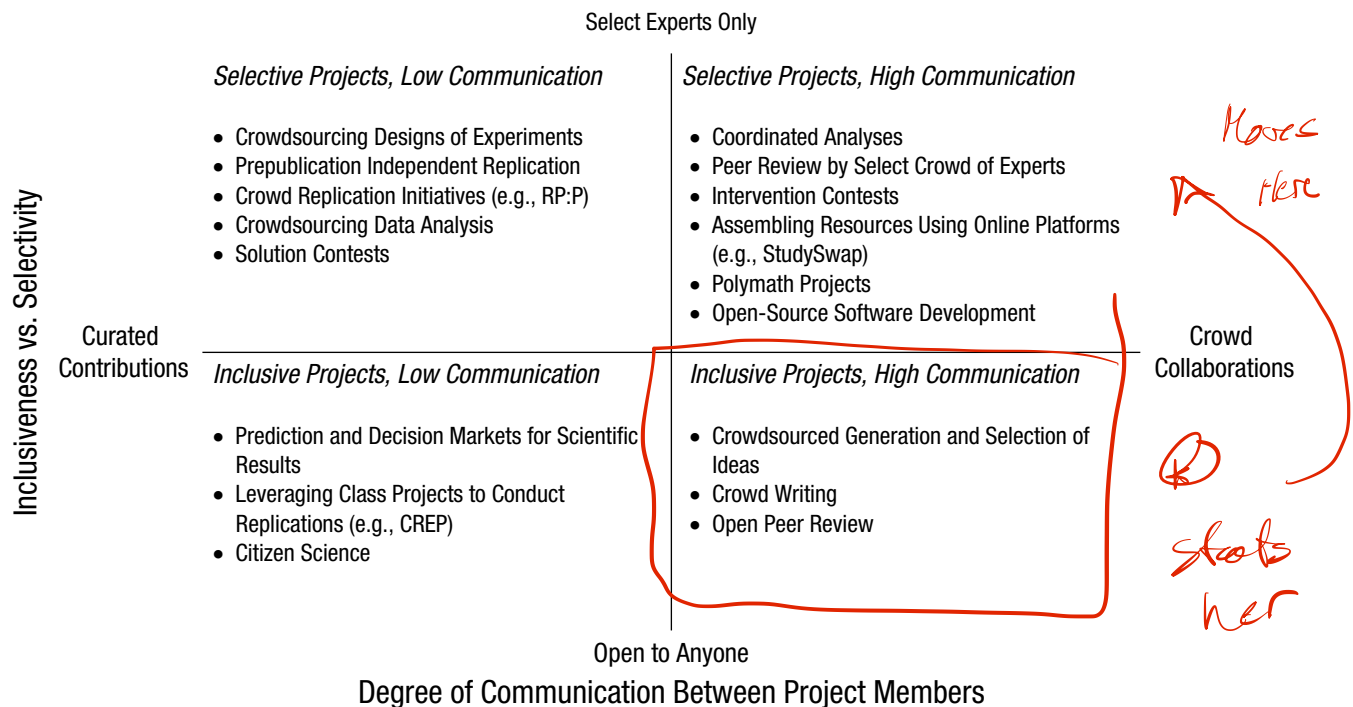 Select Experts Only
Selective Projects, Low Communication
• Crowdsourcing Designs of Experiments
• Prepublication Independent Replication
• Crowd Replication Initiatives (e.g., RP:P)
• Crowdsourcing Data Analysis
• Solution Contests
Selective Projects, High Communication
• Coordinated Analyses
• Peer Review by Select Crowd of Experts
• Intervention Contests
• Assembling Resources Using Online Platforms
(e.g., StudySwap)
• Polymath Projects
• Open-Source Software Development
Moves
Here
Inclusiveness vs. Selectivity
Curated
Contributions
Crowd
Collaborations
Inclusive Projects, Low Communication
• Prediction and Decision Markets for Scientific
Results
• Leveraging Class Projects to Conduct
Replications (e.g., CREP)
• Citizen Science
Inclusive Projects, High Communication
• Crowdsourced Generation and Selection of
Ideas
• Crowd Writing
• Open Peer Review
starts
her
Open to Anyone
Degree of Communication Between Project Members